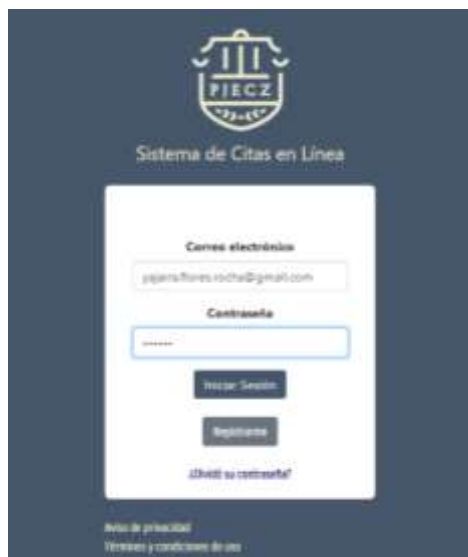 PJECZ
Sistema de Citas en Línea
Correo electrónico
Contraseña
Iniciar Sesión
Registrarme
¿Olvidó su contraseña?
Aviso de privacidad
Términos y condiciones de uso